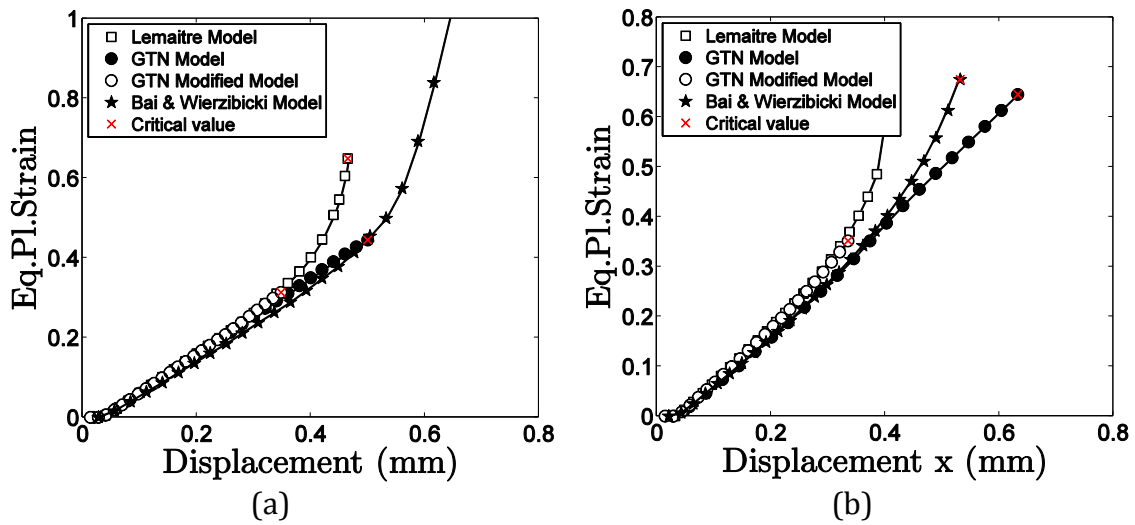 1
0.8
0.6
0.4
0.2
0
Eq.Pl.Strain
Lemaitre Model
GTN Model
GTN Modified Model
Bai & Wierzibicki Model
Critical value
0 0.2 0.4 0.6 0.8
Displacement (mm)
(a)
0.8
0.7
0.6
0.5
0.4
0.3
0.2
0.1
0
Eq.Pl.Strain
Lemaitre Model
GTN Model
GTN Modified Model
Bai & Wierzibicki Model
Critical value
0 0.2 0.4 0.6 0.8
Displacement x (mm)
(b)